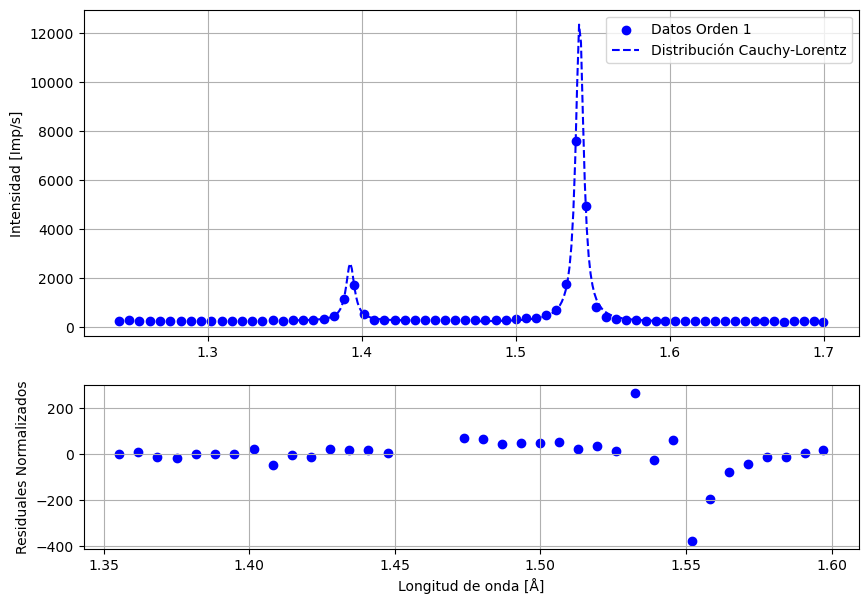 Datos Orden 1
Distribución Cauchy-Lorentz
Intensidad [Imp/s]
12000
10000
8000
6000
4000
2000
0
1.3 1.4 1.5 1.6 1.7
Residuales Normalizados
200
0
−200
−400
1.35 1.40 1.45 1.50 1.55 1.60
Longitud de onda [Å]